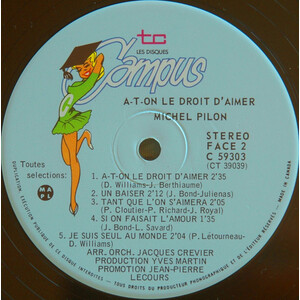 tc
LES DISQUES
Campus
A-T-ON LE DROIT D'AIMER
MICHEL PILON
STEREO
FACE 2
C 59303
(CT 39039)
Toutes
selections:
MAPL
1. A-T-ON LE DROIT D'AIMER 2'35
(D. Williams-J. Berthiaume)
2. UN BAISER 2'12 (J. Bond-Julienas)
3. TANT QUE L'ON S'AIMERA 2'05
(P. Cloutier-P. Richard-J. Royal)
4. SI ON FAISAIT L'AMOUR 1'35
(J. Bond-L. Savard)
5. JE SUIS SEUL AU MONDE 2'04 (P. Létourneau-
D. Williams)
ARR. ORCH. JACQUES CREVIER
PRODUCTION YVES MARTIN
PROMOTION JEAN-PIERRE
LECOURS
MADE IN CANADA